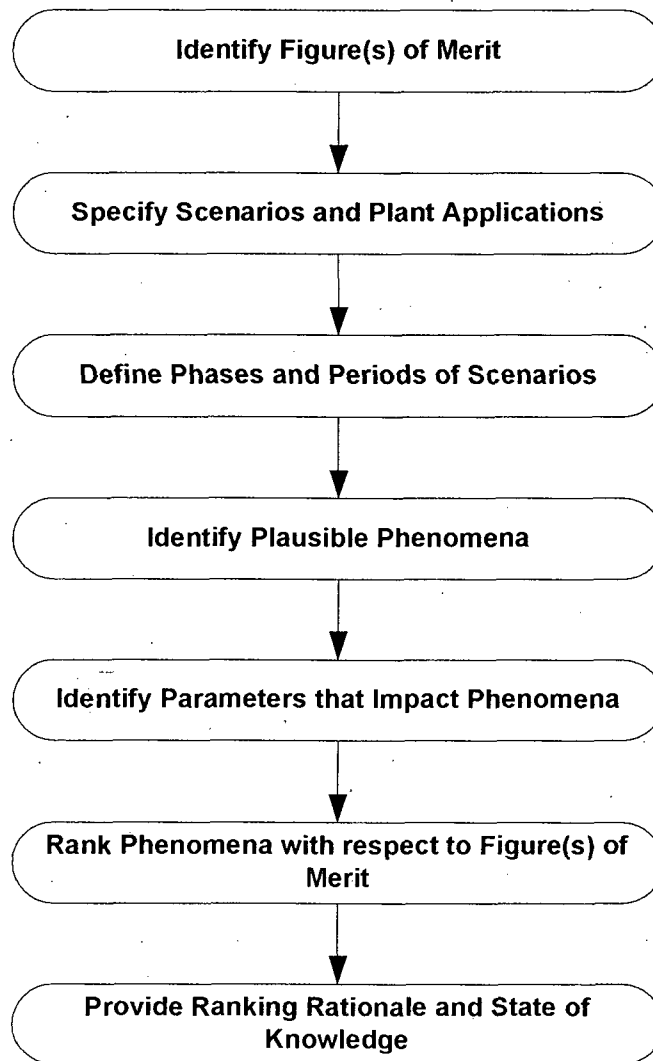 Identify Figure(s) of Merit
Specify Scenarios and Plant Applications
Define Phases and Periods of Scenarios
Identify Plausible Phenomena
Identify Parameters that Impact Phenomena
Rank Phenomena with respect to Figure(s) of
Merit
Provide Ranking Rationale and State of
Knowledge